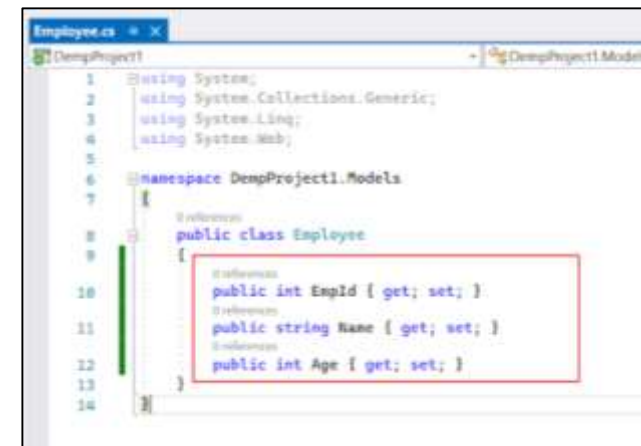 Employee.cs
DempProject1 DempProject1.Model
1 using System;
2 using System.Collections.Generic;
3 using System.Linq;
4 using System.Web;
5
6 namespace DempProject1.Models
7 {
0 references
8 public class Employee
9 {
0 references
10 public int EmpId { get; set; }
0 references
11 public string Name { get; set; }
0 references
12 public int Age { get; set; }
13 }
14 }